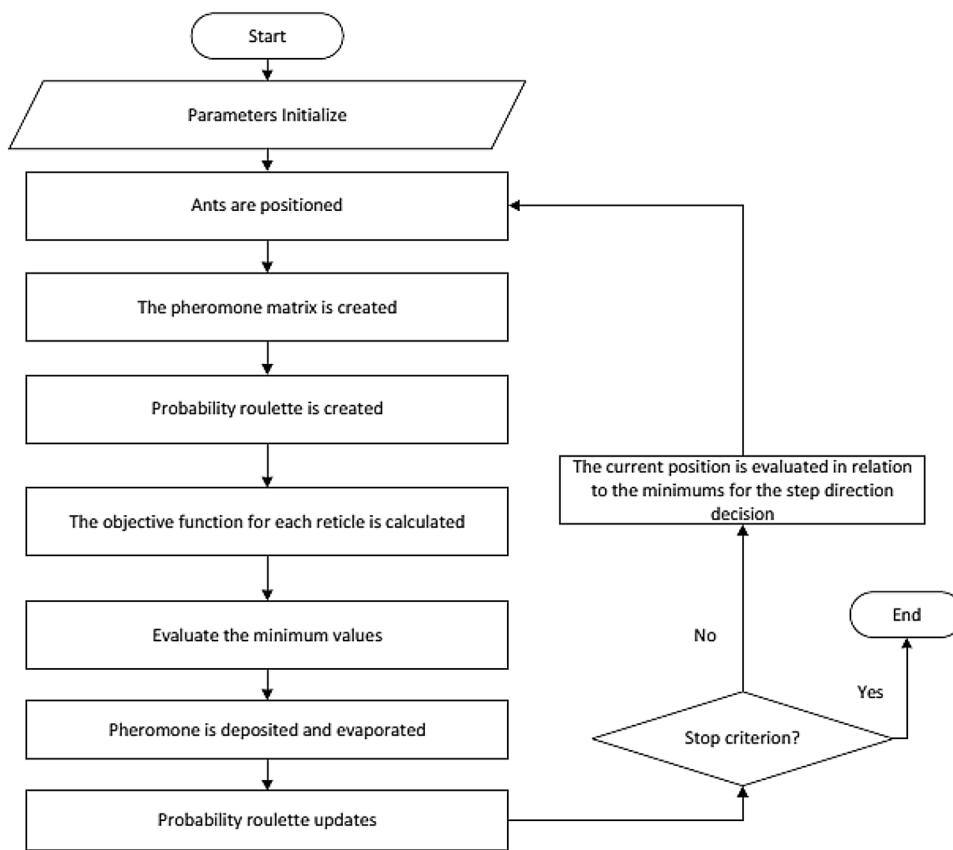 Start
Parameters Initialize
Ants are positioned
The pheromone matrix is created
Probability roulette is created
The objective function for each reticle is calculated
Evaluate the minimum values
Pheromone is deposited and evaporated
Probability roulette updates
Stop criterion?
No
The current position is evaluated in relation
to the minimums for the step direction
decision
Yes
End